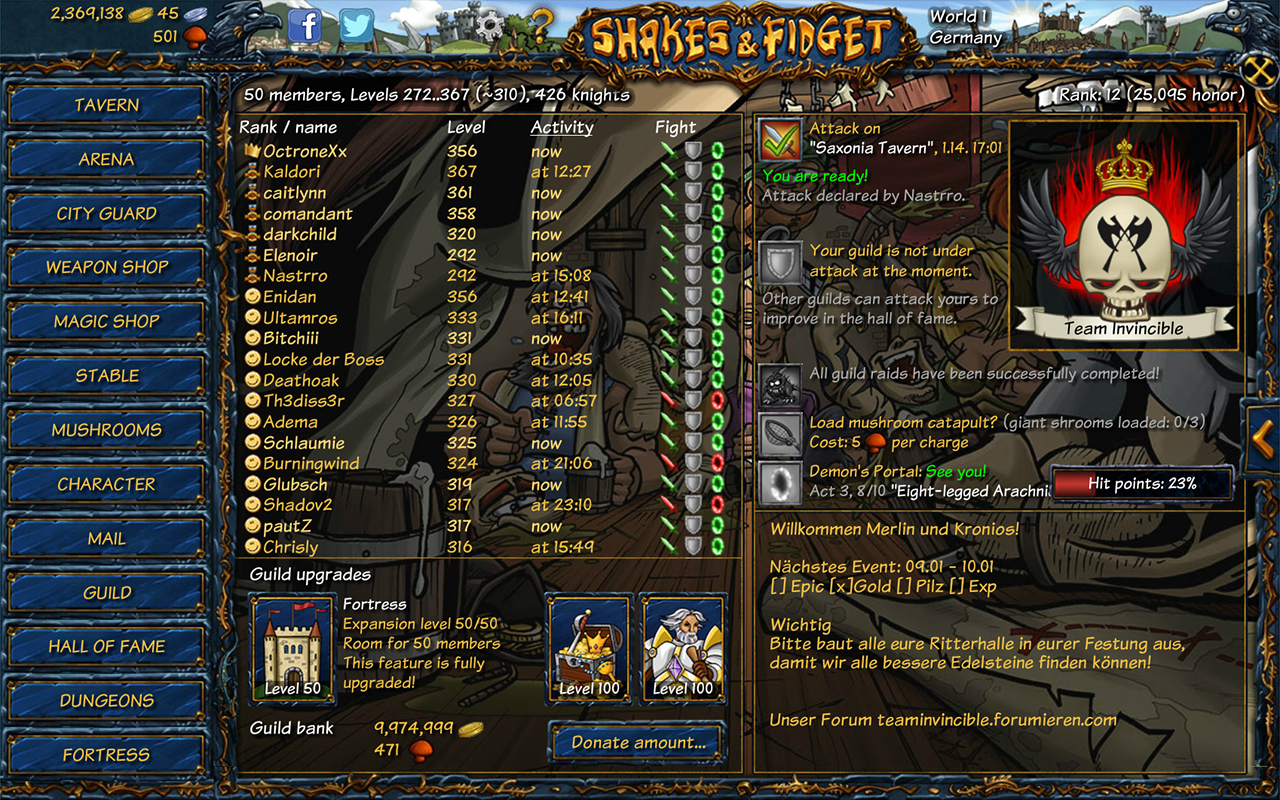 2,369,138 45
501
SHAKES & FIDGET
World 1
Germany
TAVERN
ARENA
CITY GUARD
WEAPON SHOP
MAGIC SHOP
STABLE
MUSHROOMS
CHARACTER
MAIL
GUILD
HALL OF FAME
DUNGEONS
FORTRESS
50 members, Levels 272..367 (~310), 426 knights
Rank: 12 (25,095 honor)
Rank / name Level Activity Fight
OctroneXx 356 now
Kaldori 367 at 12:27
caitlynn 361 now
comandant 358 now
darkchild 320 now
Elenoir 292 now
Nastrro 292 at 15:08
Enidan 356 at 12:41
Ultamros 333 at 16:11
Bitchiii 331 now
Locke der Boss 331 at 10:35
Deathoak 330 at 12:05
Th3diss3r 327 at 06:57
Adema 326 at 11:55
Schlaumie 325 now
Burningwind 324 at 21:06
Glubsch 319 now
Shadov2 317 at 23:10
pautZ 317 now
Chrisly 316 at 15:49
Guild upgrades
Level 50
Fortress
Expansion level 50/50
Room for 50 members
This feature is fully
upgraded!
Level 100
Level 100
Guild bank 9,974,999
471
Donate amount...
Attack on
"Saxonia Tavern", 1.14. 17:01
You are ready!
Attack declared by Nastrro.
Your guild is not under
attack at the moment.
Other guilds can attack yours to
improve in the hall of fame.
Team Invincible
All guild raids have been successfully completed!
Load mushroom catapult? (giant shrooms loaded: 0/3)
Cost: 5 per charge
Demon's Portal: See you!
Act 3, 8/10 "Eight-legged Arachni
Hit points: 23%
Willkommen Merlin und Kronios!
Nächstes Event: 09.01 - 10.01
[] Epic [x]Gold [] Pilz [] Exp
Wichtig
Bitte baut alle eure Ritterhalle in eurer Festung aus,
damit wir alle bessere Edelsteine finden können!
Unser Forum teaminvincible.forumieren.com